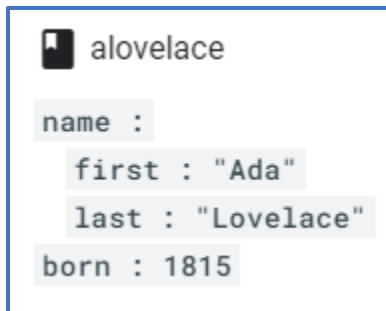 alovelace
name :
first : "Ada"
last : "Lovelace"
born : 1815